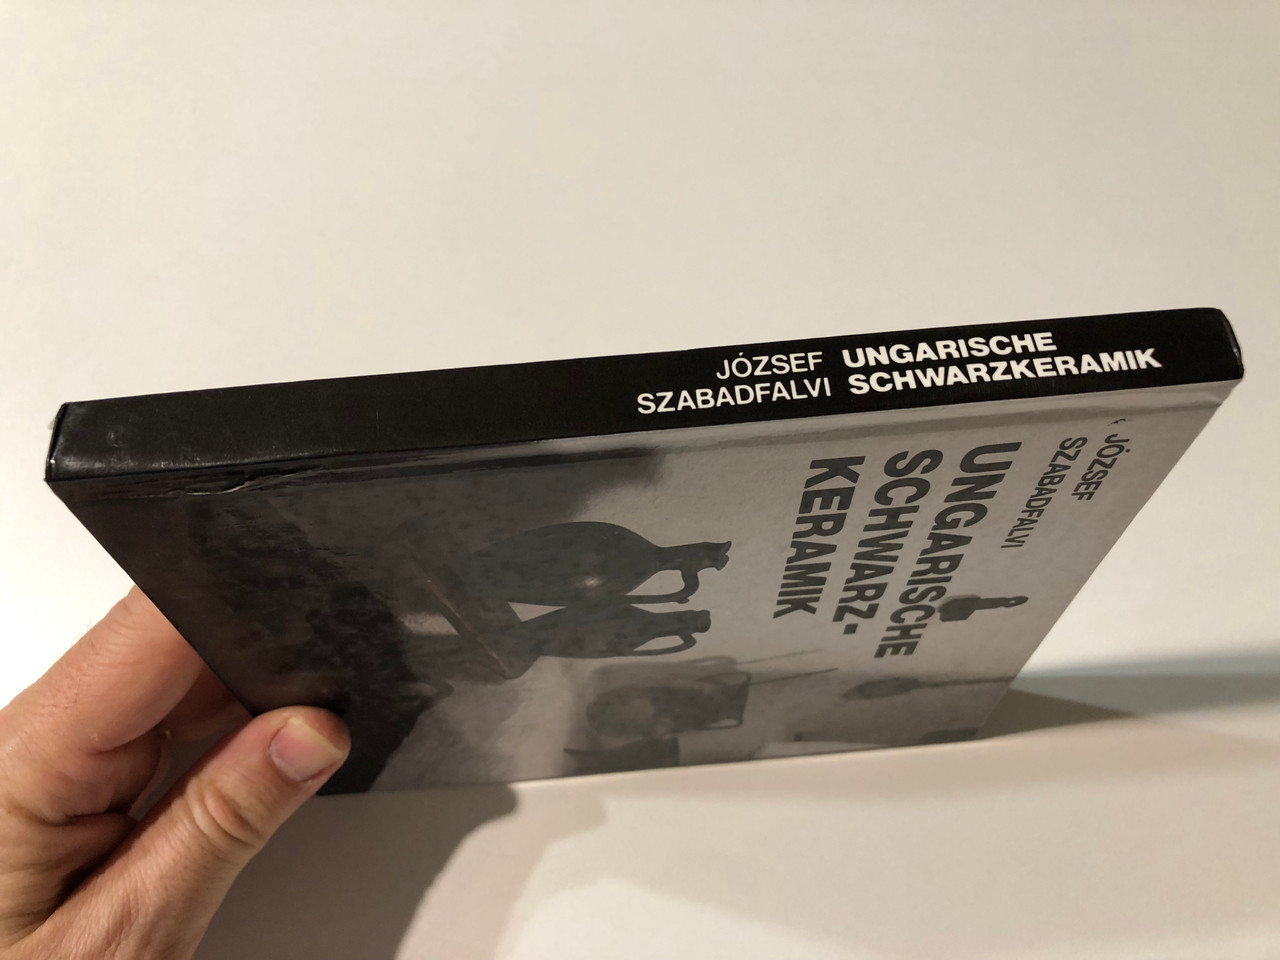 JÓZSEF
SZABADFALVI
UNGARISCHE
SCHWARZKERAMIK
JÓZSEF
SZABADFALVI
UNGARISCHE
SCHWARZ-
KERAMIK